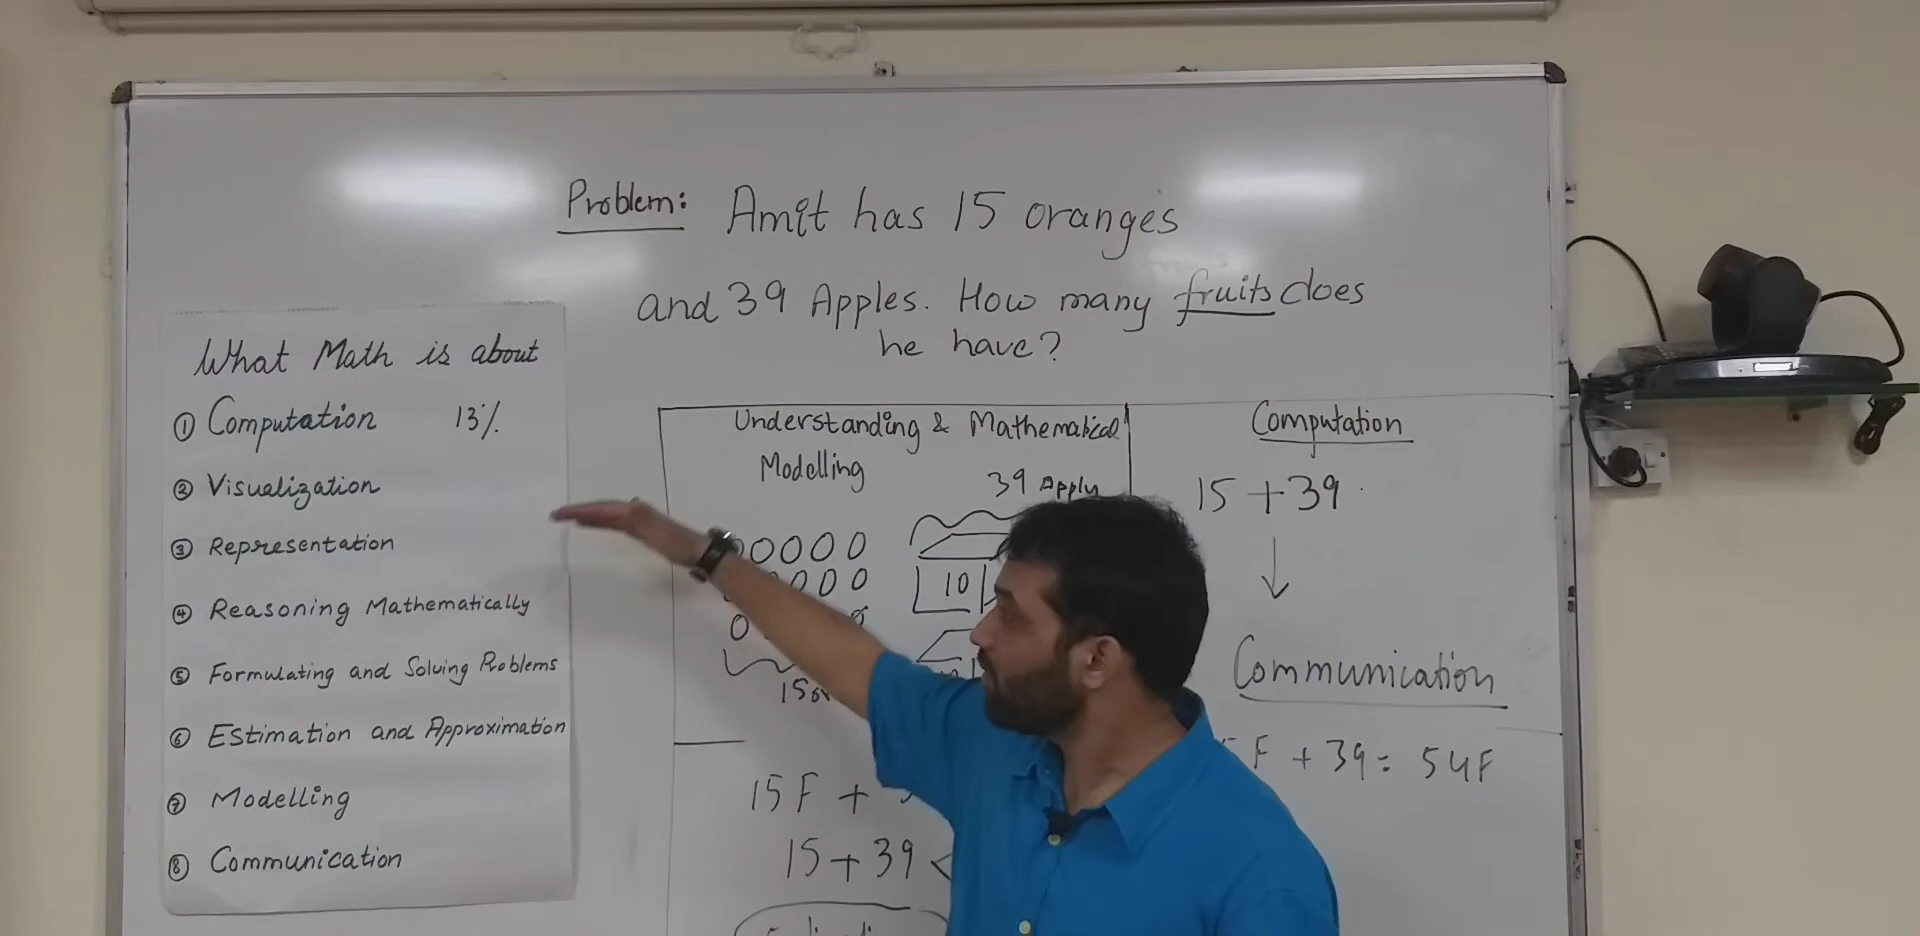 Problem: Amit has 15 oranges
and 39 Apples. How many fruits does
he have?
What Math is about
① Computation 13%
② Visualization
③ Representation
④ Reasoning Mathematically
⑤ Formulating and Solving Problems
⑥ Estimation and Approximation
⑦ Modelling
⑧ Communication
Understanding & Mathematical
Modelling
39
10
15
15F +
15+39 <
Computation
15 +39
Communication
F + 39 = 54F